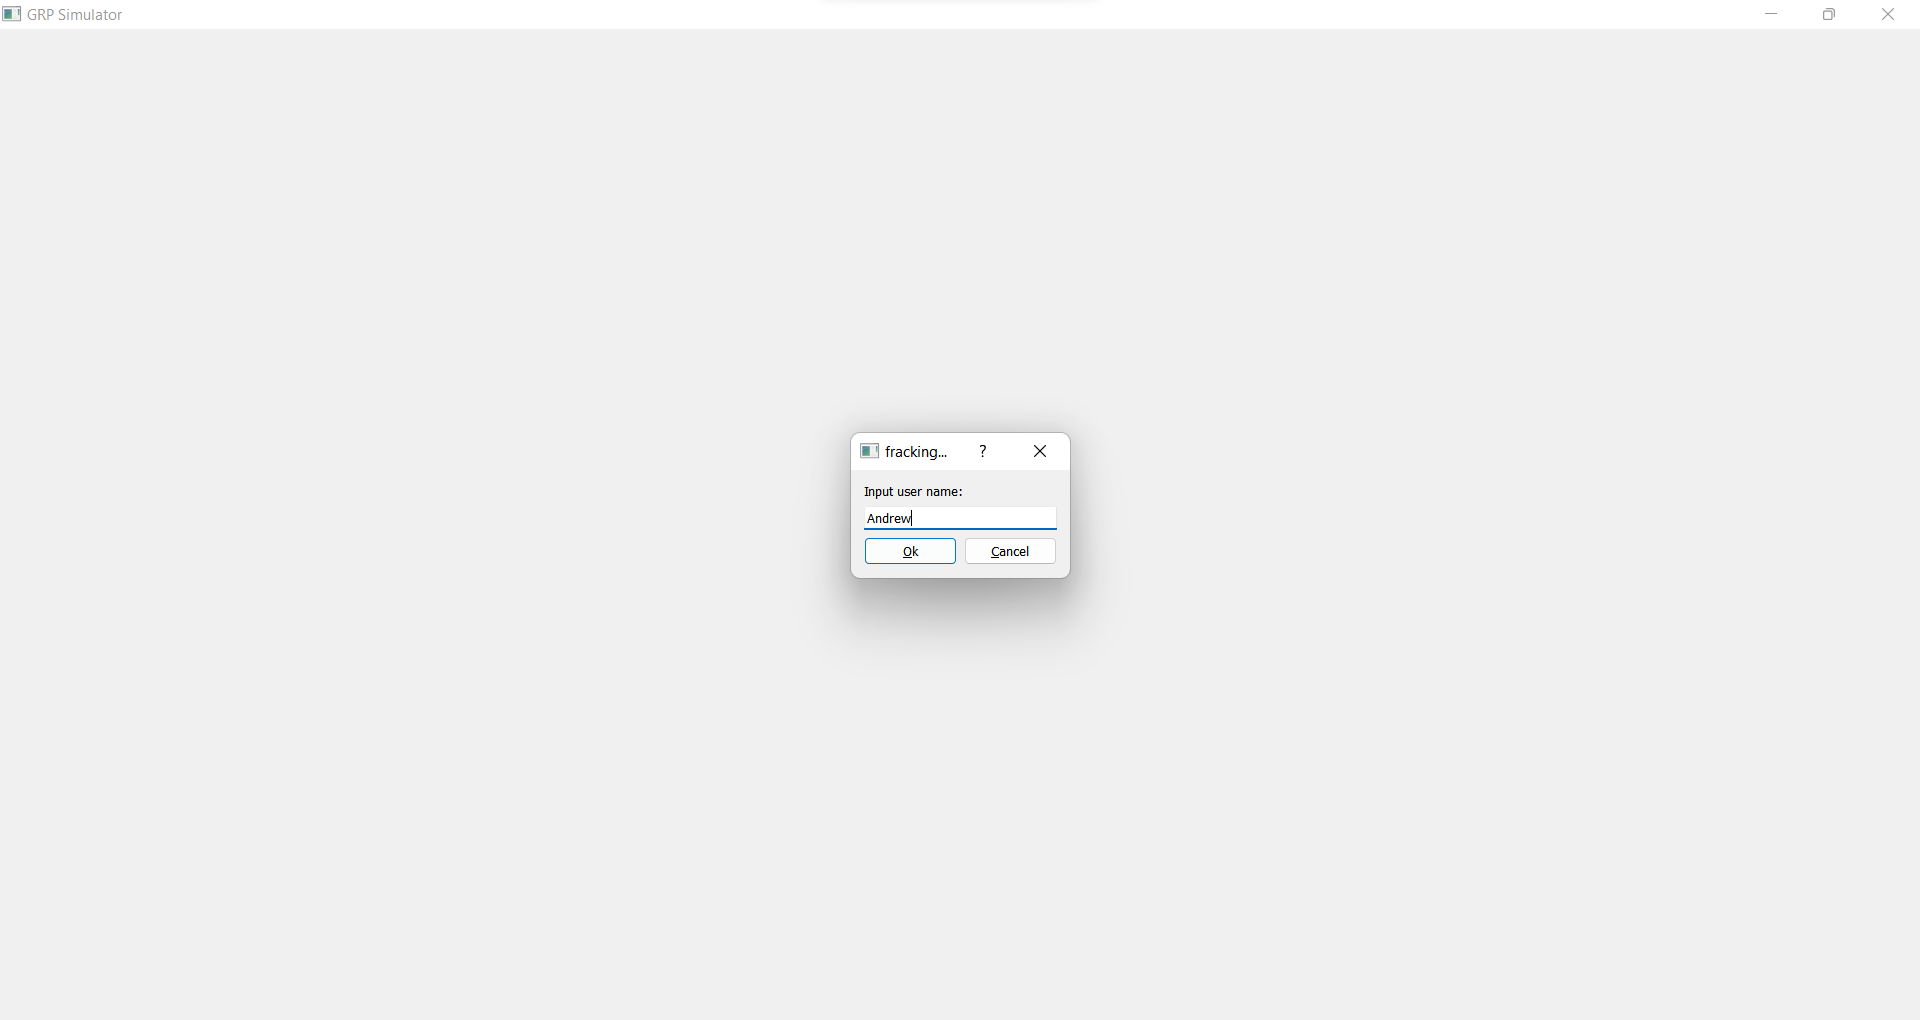 GRP Simulator
fracking... ?
Input user name:
Andrew
Ok Cancel